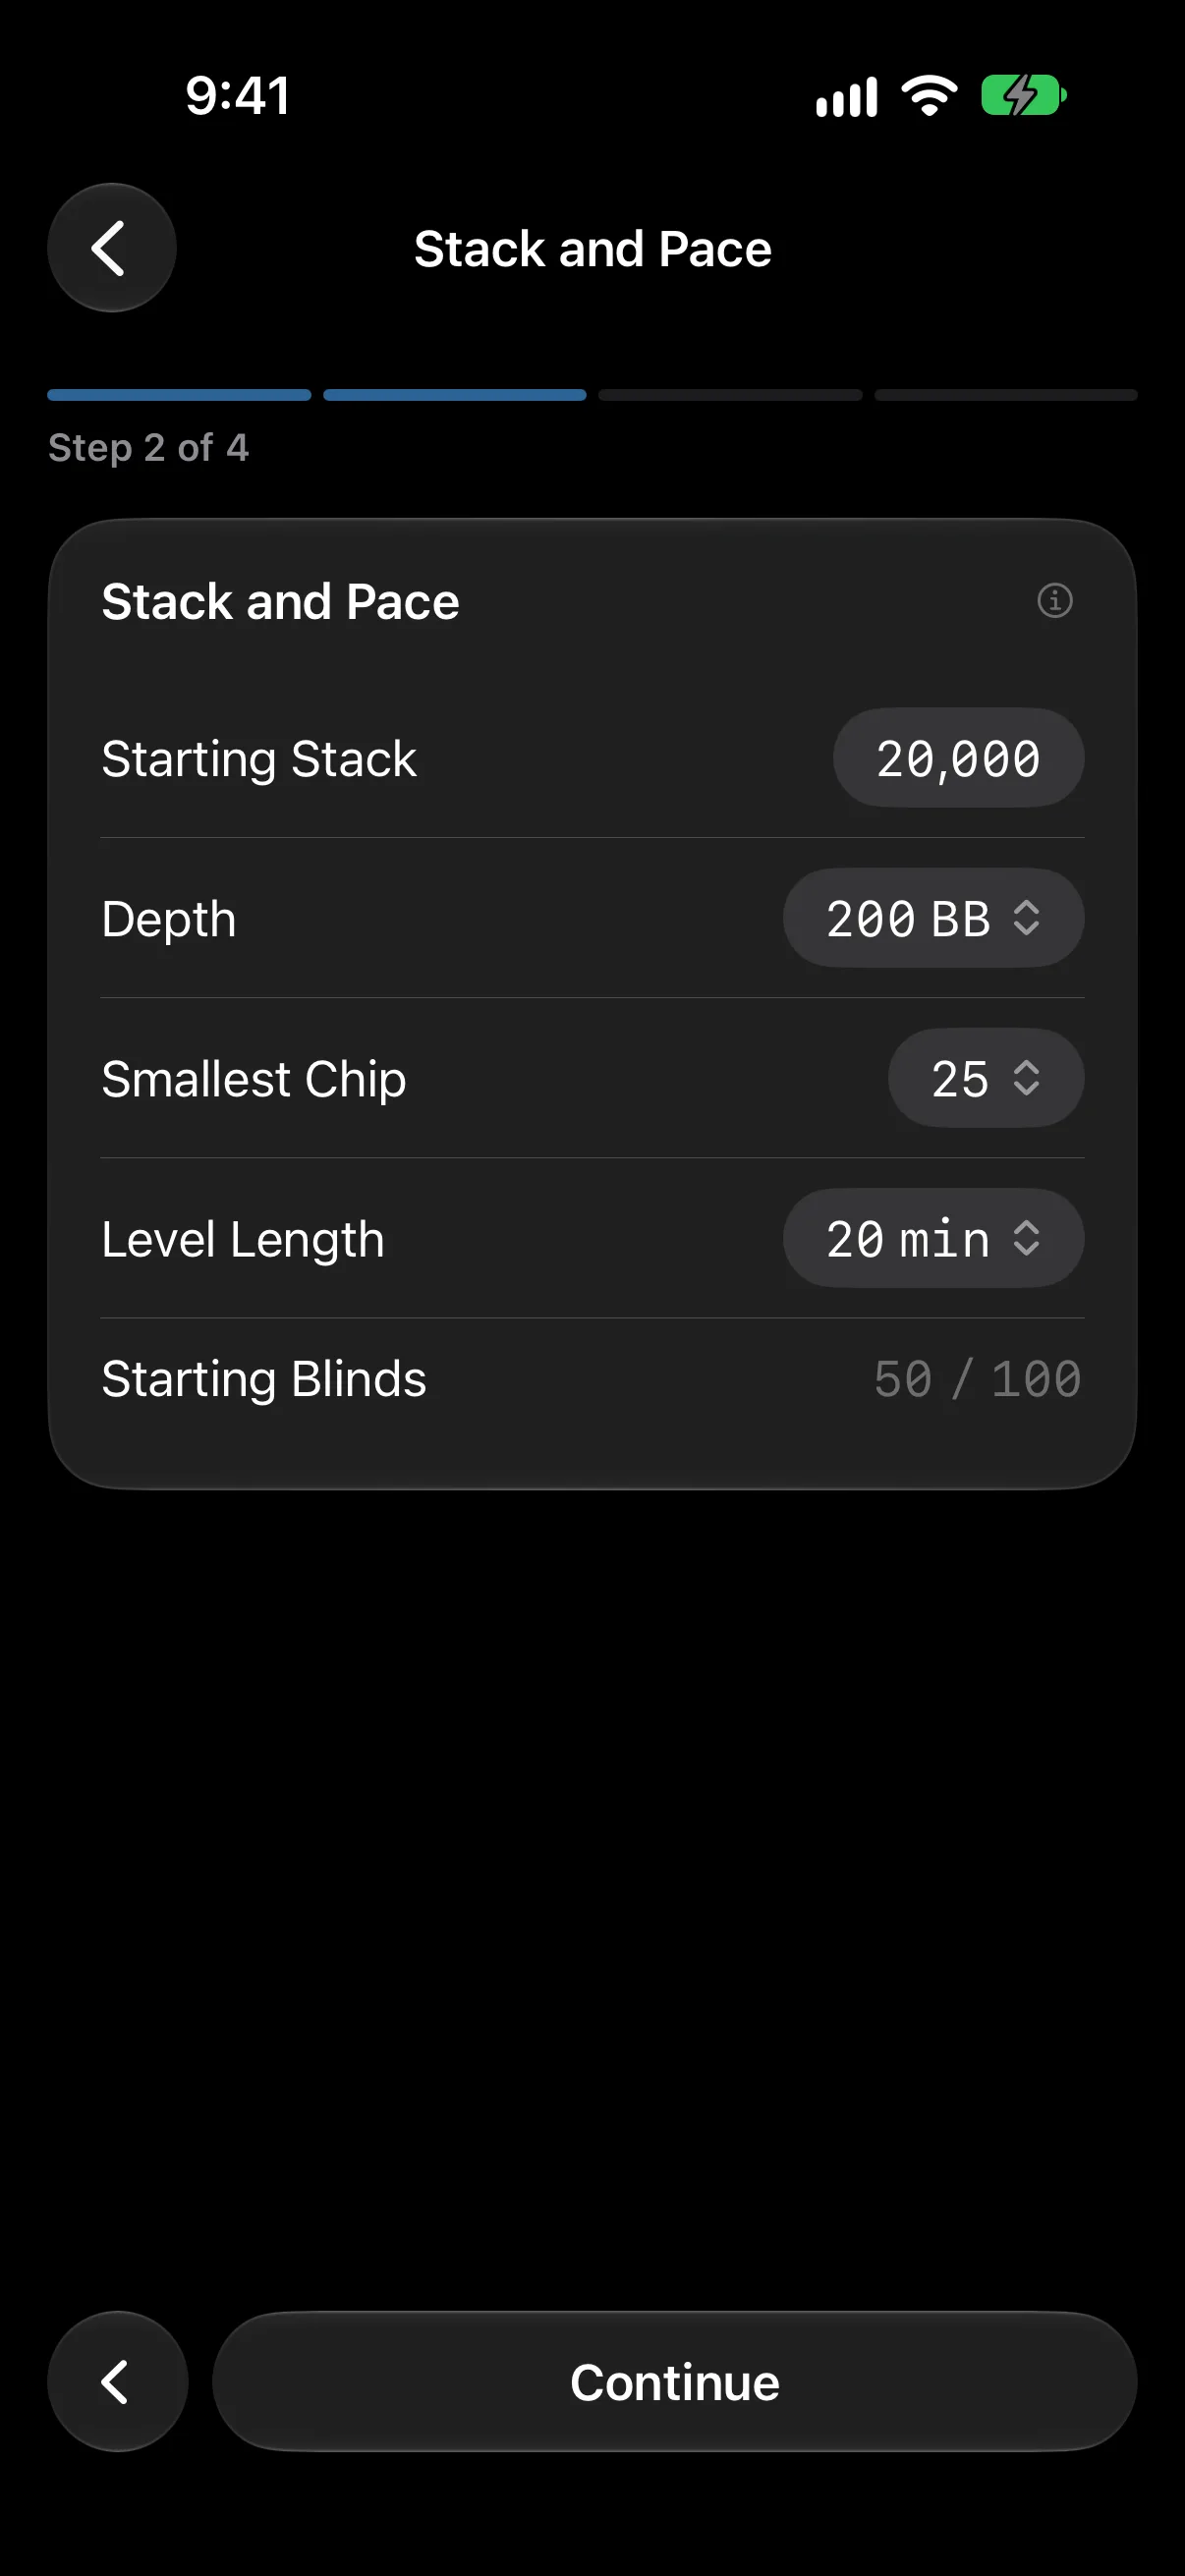 9:41
Stack and Pace
Step 2 of 4
Stack and Pace
Starting Stack 20,000
Depth 200 BB
Smallest Chip 25
Level Length 20 min
Starting Blinds 50 / 100
Continue